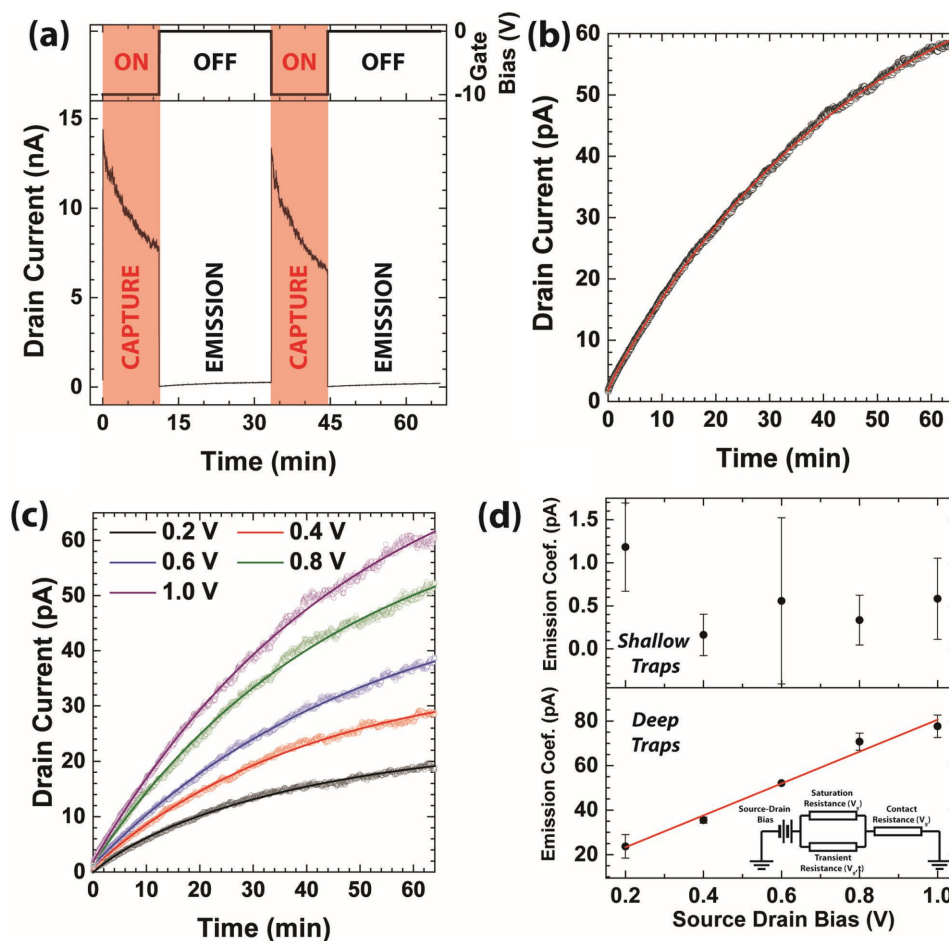 (a)
ON
OFF
ON
OFF
0
-10
Gate
Bias (V)
15
10
5
0
Drain Current (nA)
CAPTURE
EMISSION
CAPTURE
EMISSION
0 15 30 45 60
Time (min)
(b)
60
50
40
30
20
10
0
Drain Current (pA)
0 10 20 30 40 50 60
Time (min)
(c)
0.2 V 0.4 V
0.6 V 0.8 V
1.0 V
60
50
40
30
20
10
0
Drain Current (pA)
0 10 20 30 40 50 60
Time (min)
(d)
1.5
1.0
0.5
0.0
Emission Coef. (pA)
Shallow
Traps
80
60
40
20
Emission Coef. (pA)
Deep
Traps
Source-Drain
Bias
Saturation
Resistance (Vg)
Contact
Resistance (Vg)
Transient
Resistance (Vg,t)
0.2 0.4 0.6 0.8 1.0
Source Drain Bias (V)